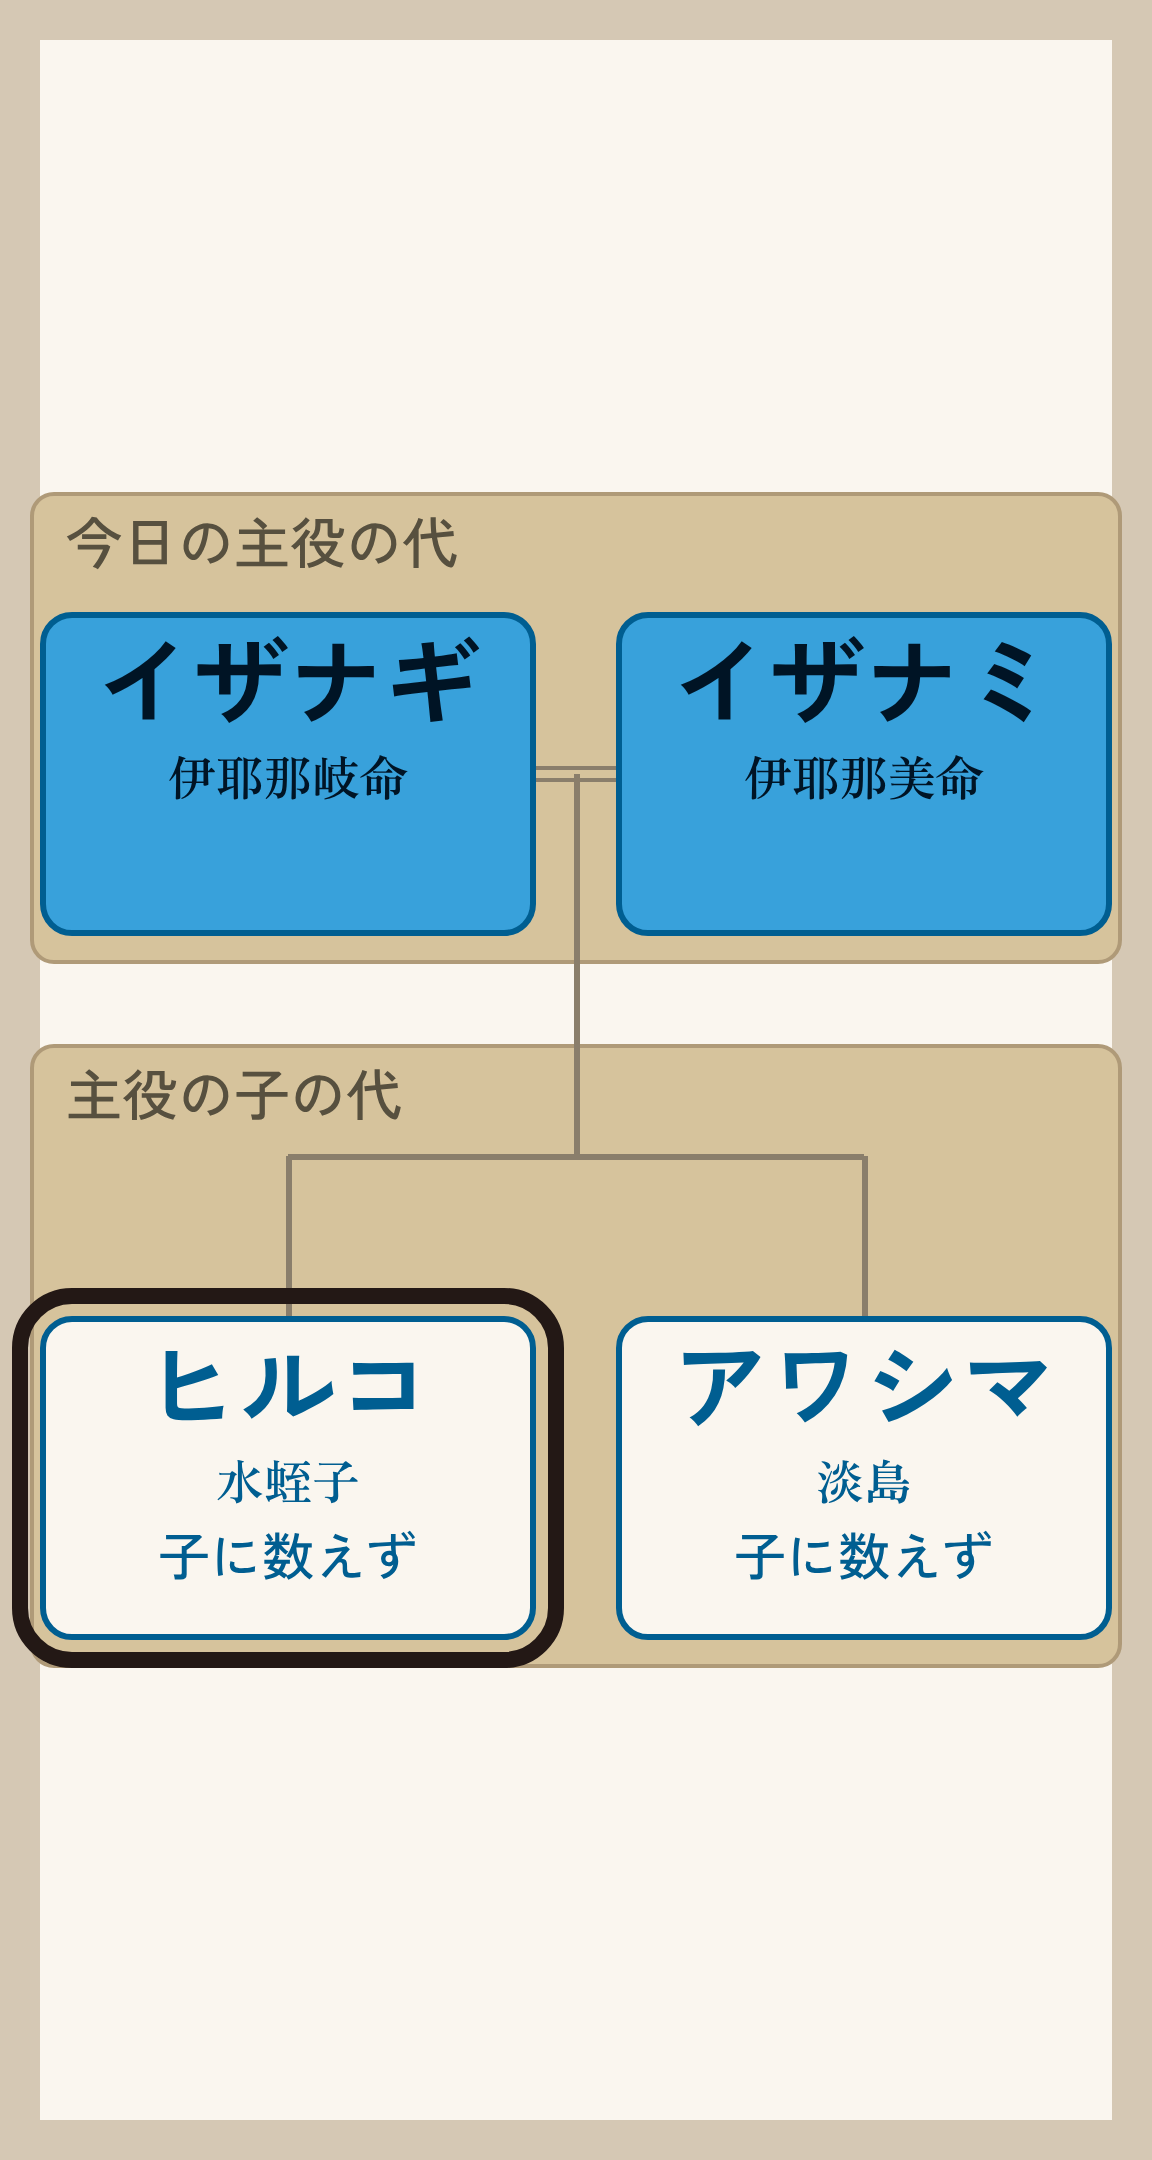 今日の主役の代
イザナギ
伊耶那岐命
イザナミ
伊耶那美命
主役の子の代
ヒルコ
水蛭子
子に数えず
アワシマ
淡島
子に数えず